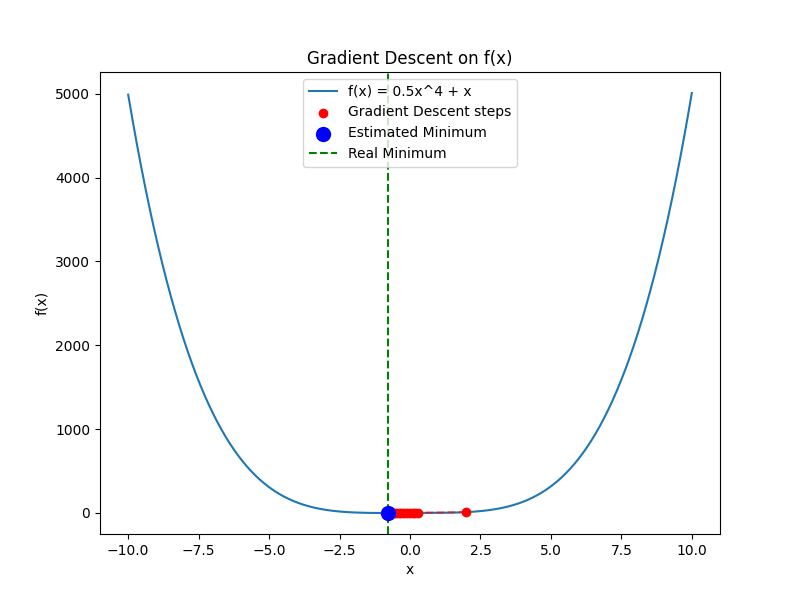 Gradient Descent on f(x)
f(x) = 0.5x^4 + x
Gradient Descent steps
Estimated Minimum
Real Minimum
5000
4000
3000
2000
1000
0
f(x)
−10.0 −7.5 −5.0 −2.5 0.0 2.5 5.0 7.5 10.0
x